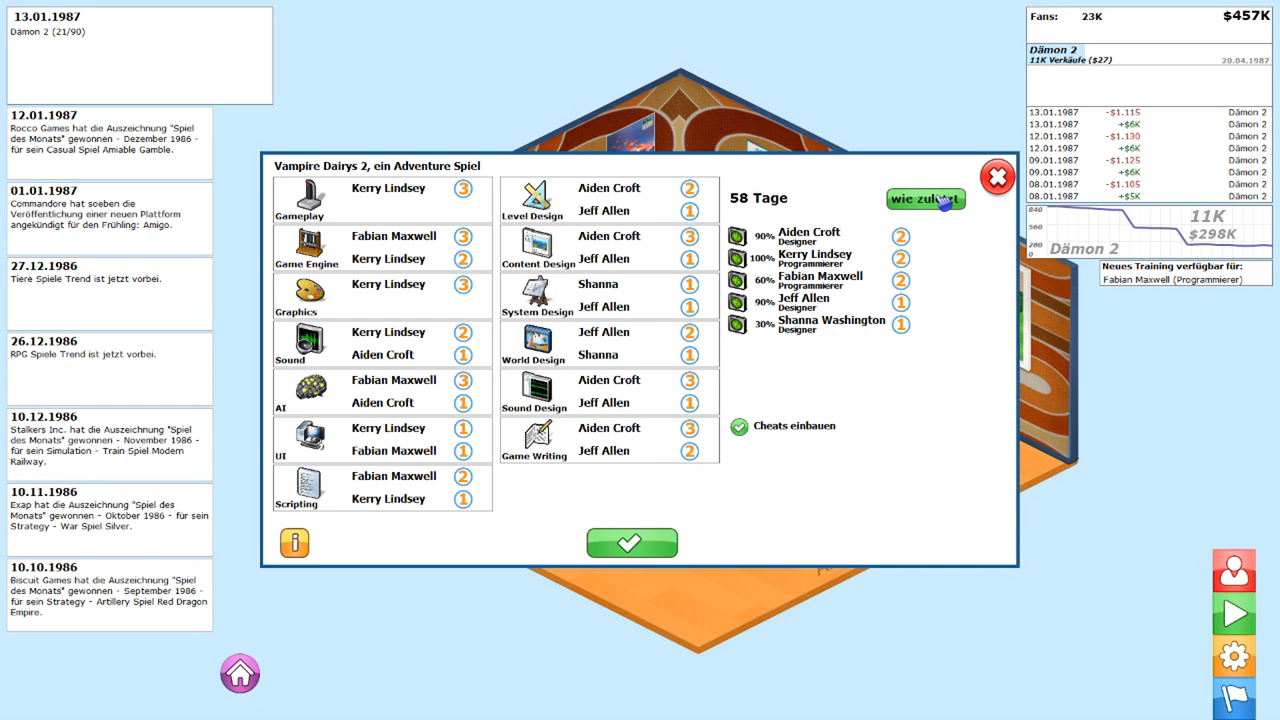 13.01.1987
Dämon 2 (21/90)
12.01.1987
Rocco Games hat die Auszeichnung "Spiel
des Monats" gewonnen - Dezember 1986 -
für sein Casual Spiel Amiable Gamble.
01.01.1987
Commandore hat soeben die
Veröffentlichung einer neuen Plattform
angekündigt für den Frühling: Amigo.
27.12.1986
Tiere Spiele Trend ist jetzt vorbei.
26.12.1986
RPG Spiele Trend ist jetzt vorbei.
10.12.1986
Stalkers Inc. hat die Auszeichnung "Spiel
des Monats" gewonnen - November 1986 -
für sein Simulation - Train Spiel Modern
Railway.
10.11.1986
Exap hat die Auszeichnung "Spiel des
Monats" gewonnen - Oktober 1986 - für sein
Strategy - War Spiel Silver.
10.10.1986
Biscuit Games hat die Auszeichnung "Spiel
des Monats" gewonnen - September 1986 -
für sein Strategy - Artillery Spiel Red Dragon
Empire.
Vampire Dairys 2, ein Adventure Spiel
Gameplay
Kerry Lindsey 3
Game Engine
Fabian Maxwell 3
Kerry Lindsey 2
Graphics
Kerry Lindsey 3
Sound
Kerry Lindsey 2
Aiden Croft 1
AI
Fabian Maxwell 3
Aiden Croft 1
UI
Kerry Lindsey 1
Fabian Maxwell 1
Scripting
Fabian Maxwell 2
Kerry Lindsey 1
Level Design
Aiden Croft 2
Jeff Allen 1
Content Design
Aiden Croft 3
Jeff Allen 1
System Design
Shanna 1
Jeff Allen 1
World Design
Jeff Allen 2
Shanna 1
Sound Design
Aiden Croft 3
Jeff Allen 1
Game Writing
Aiden Croft 3
Jeff Allen 2
58 Tage
wie zuletzt
90% Aiden Croft 2
Designer
100% Kerry Lindsey 2
Programmierer
60% Fabian Maxwell 2
Programmierer
90% Jeff Allen 1
Designer
30% Shanna Washington 1
Designer
Cheats einbauen
i
Fans: 23K $457K
Dämon 2
11K Verkäufe ($27) 20.04.1987
13.01.1987 -$1.115 Dämon 2
13.01.1987 +$6K Dämon 2
12.01.1987 -$1.130 Dämon 2
12.01.1987 +$6K Dämon 2
09.01.1987 -$1.125 Dämon 2
09.01.1987 +$6K Dämon 2
08.01.1987 -$1.105 Dämon 2
08.01.1987 +$5K Dämon 2
840
560
280
0
11K
$298K
Dämon 2
Neues Training verfügbar für:
Fabian Maxwell (Programmierer)